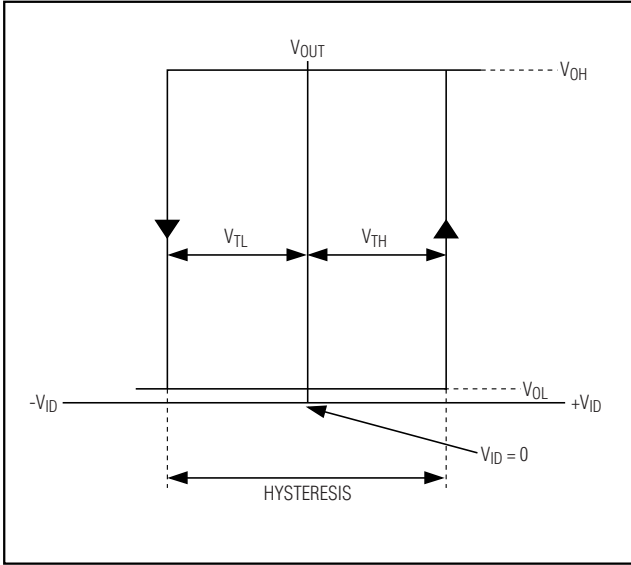 VOUT
VOH
VTL
VTH
VOL
-VID
+VID
VID = 0
HYSTERESIS